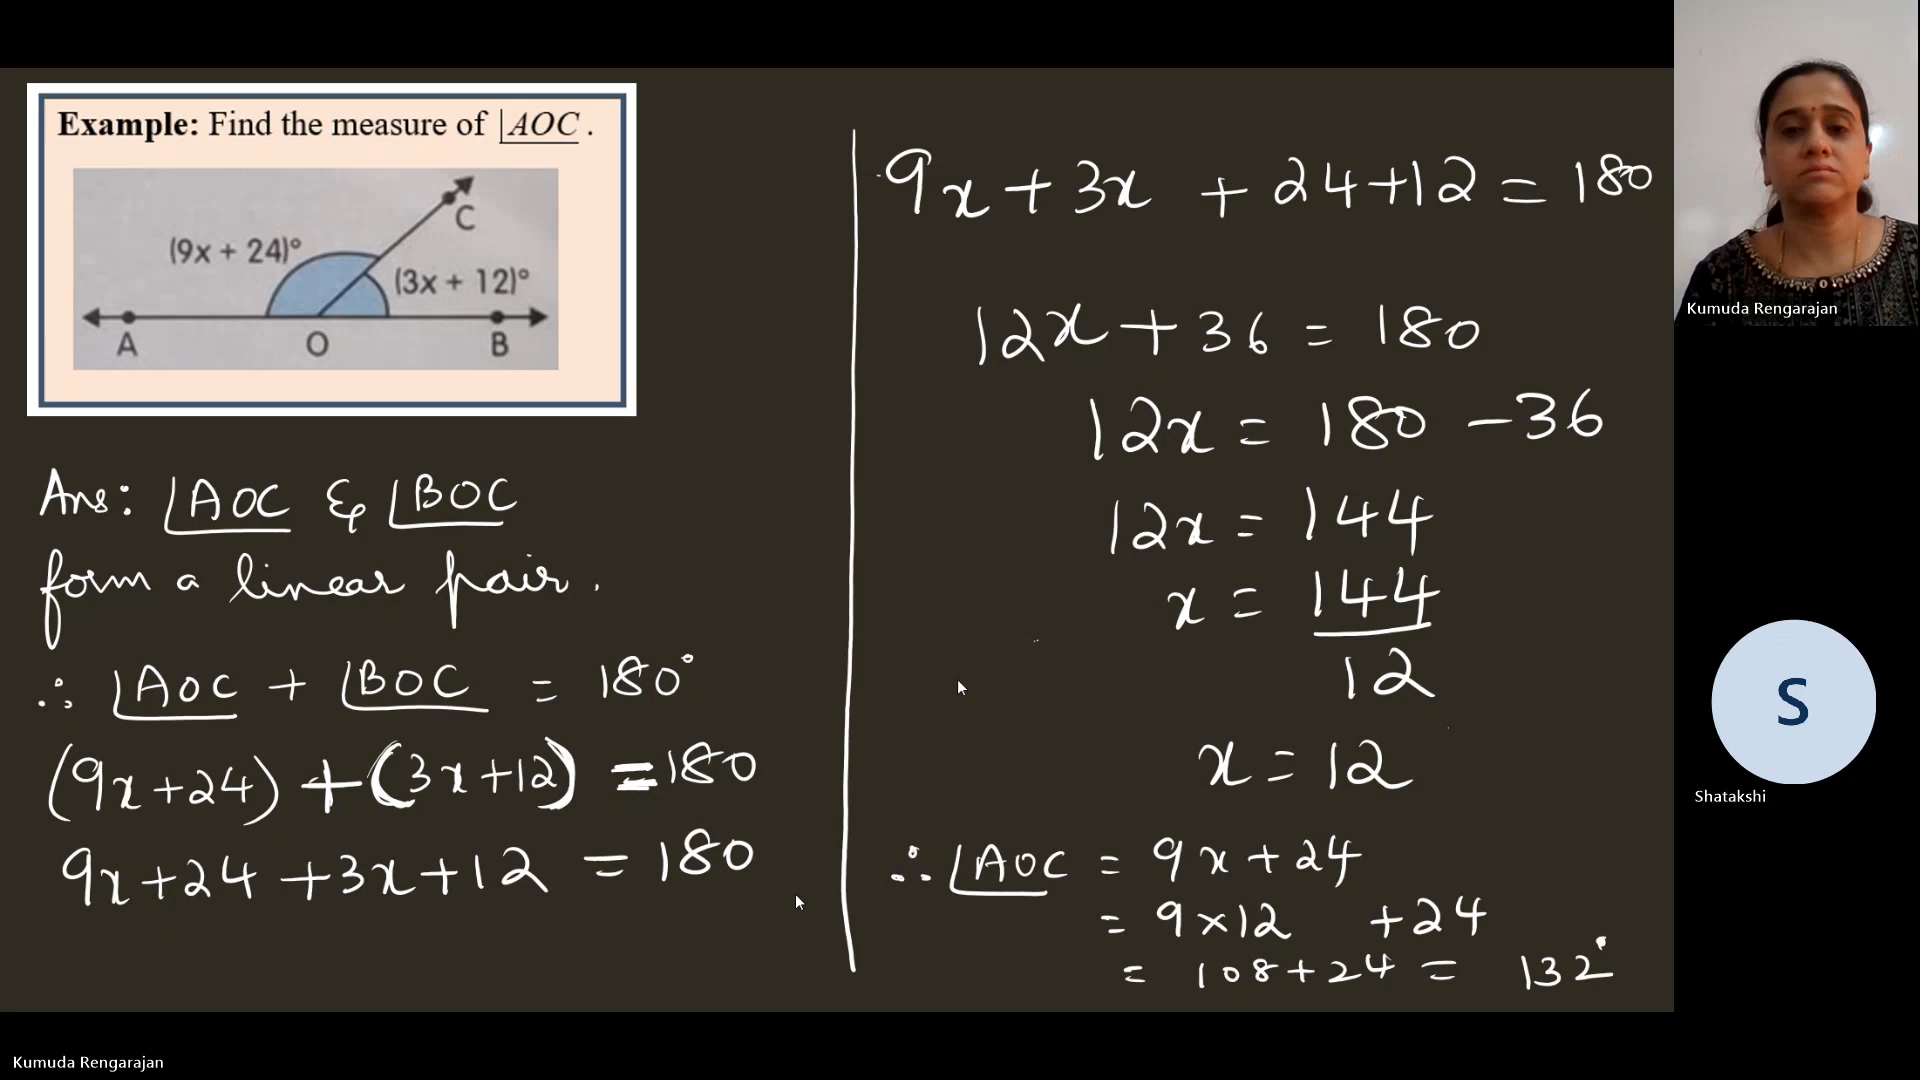 Example: Find the measure of ∠AOC.
(9x + 24)°
C
(3x + 12)°
A
O
B
Ans: ∠AOC & ∠BOC
form a linear pair.
∴ ∠AOC + ∠BOC = 180°
(9x+24) + (3x+12) = 180
9x+24 +3x+12 = 180
9x + 3x + 24+12 = 180
12x + 36 = 180
12x = 180 - 36
12x = 144
x = 144
12
x = 12
∴ ∠AOC = 9x+24
= 9×12 +24
= 108+24 = 132°
Kumuda Rengarajan
S
Shatakshi
Kumuda Rengarajan